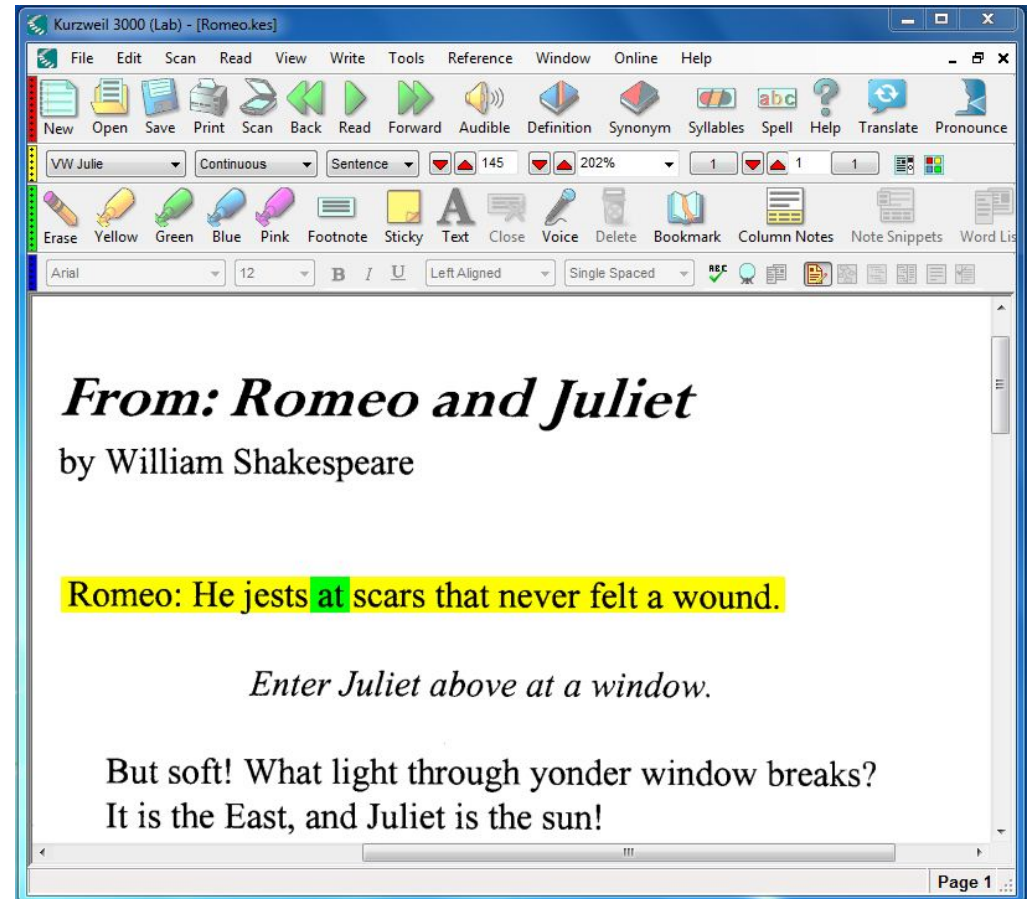 Kurzweil 3000 (Lab) - [Romeo.kes]
File Edit Scan Read View Write Tools Reference Window Online Help
New Open Save Print Scan Back Read Forward Audible Definition Synonym Syllables Spell Help Translate Pronounce
VW Julie Continuous Sentence 145 202% 1 1 1
Erase Yellow Green Blue Pink Footnote Sticky Text Close Voice Delete Bookmark Column Notes Note Snippets Word Lis
Arial 12 B I U Left Aligned Single Spaced
From: Romeo and Juliet
by William Shakespeare
Romeo: He jests at scars that never felt a wound.
Enter Juliet above at a window.
But soft! What light through yonder window breaks?
It is the East, and Juliet is the sun!
Page 1